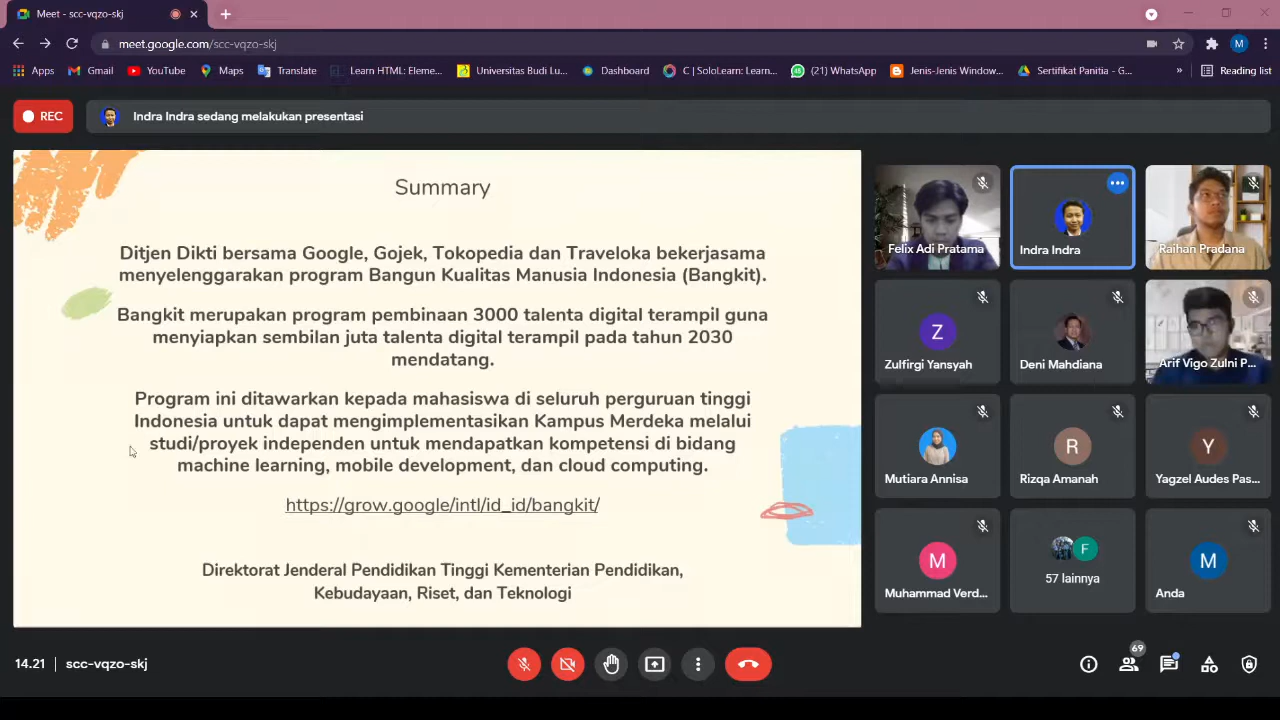 Meet - scc-vqzo-skj
meet.google.com/scc-vqzo-skj
M
Apps
Gmail
YouTube
Maps
Translate
Learn HTML: Eleme...
Universitas Budi Lu...
Dashboard
C | SoloLearn: Learn...
(21) WhatsApp
Jenis-Jenis Window...
Sertifikat Panitia - G...
»
Reading list
REC
Indra Indra sedang melakukan presentasi
Summary
Ditjen Dikti bersama Google, Gojek, Tokopedia dan Traveloka bekerjasama
menyelenggarakan program Bangun Kualitas Manusia Indonesia (Bangkit).
Bangkit merupakan program pembinaan 3000 talenta digital terampil guna
menyiapkan sembilan juta talenta digital terampil pada tahun 2030
mendatang.
Program ini ditawarkan kepada mahasiswa di seluruh perguruan tinggi
Indonesia untuk dapat mengimplementasikan Kampus Merdeka melalui
studi/proyek independen untuk mendapatkan kompetensi di bidang
machine learning, mobile development, dan cloud computing.
https://grow.google/intl/id_id/bangkit/
Direktorat Jenderal Pendidikan Tinggi Kementerian Pendidikan,
Kebudayaan, Riset, dan Teknologi
Felix Adi Pratama
Indra Indra
Raihan Pradana
Z
Zulfirgi Yansyah
Deni Mahdiana
Arif Vigo Zulni P...
Mutiara Annisa
R
Rizqa Amanah
Y
Yagzel Audes Pas...
M
Muhammad Verd...
F
57 lainnya
M
Anda
14.21
scc-vqzo-skj
69